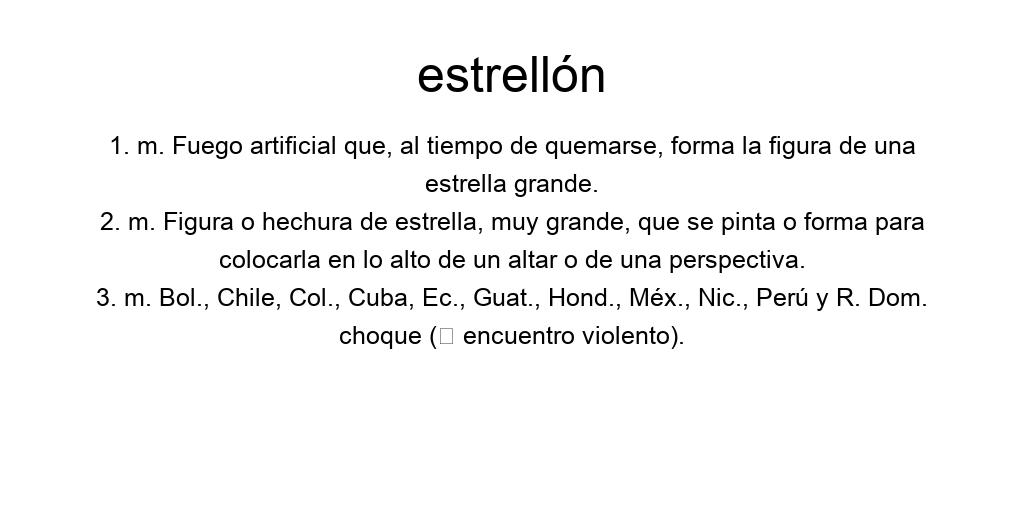 estrellón
1. m. Fuego artificial que, al tiempo de quemarse, forma la figura de una
estrella grande.
2. m. Figura o hechura de estrella, muy grande, que se pinta o forma para
colocarla en lo alto de un altar o de una perspectiva.
3. m. Bol., Chile, Col., Cuba, Ec., Guat., Hond., Méx., Nic., Perú y R. Dom.
choque (▯ encuentro violento).